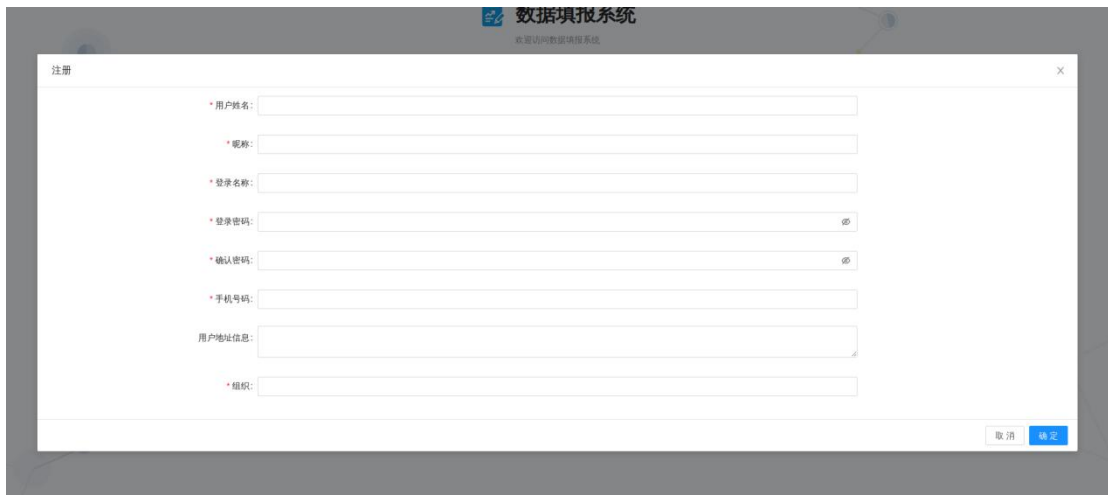 数据填报系统
欢迎访问数据填报系统
注册
* 用户姓名:
* 昵称:
* 登录名称:
* 登录密码:
* 确认密码:
* 手机号码:
用户地址信息:
* 组织:
取 消 确 定